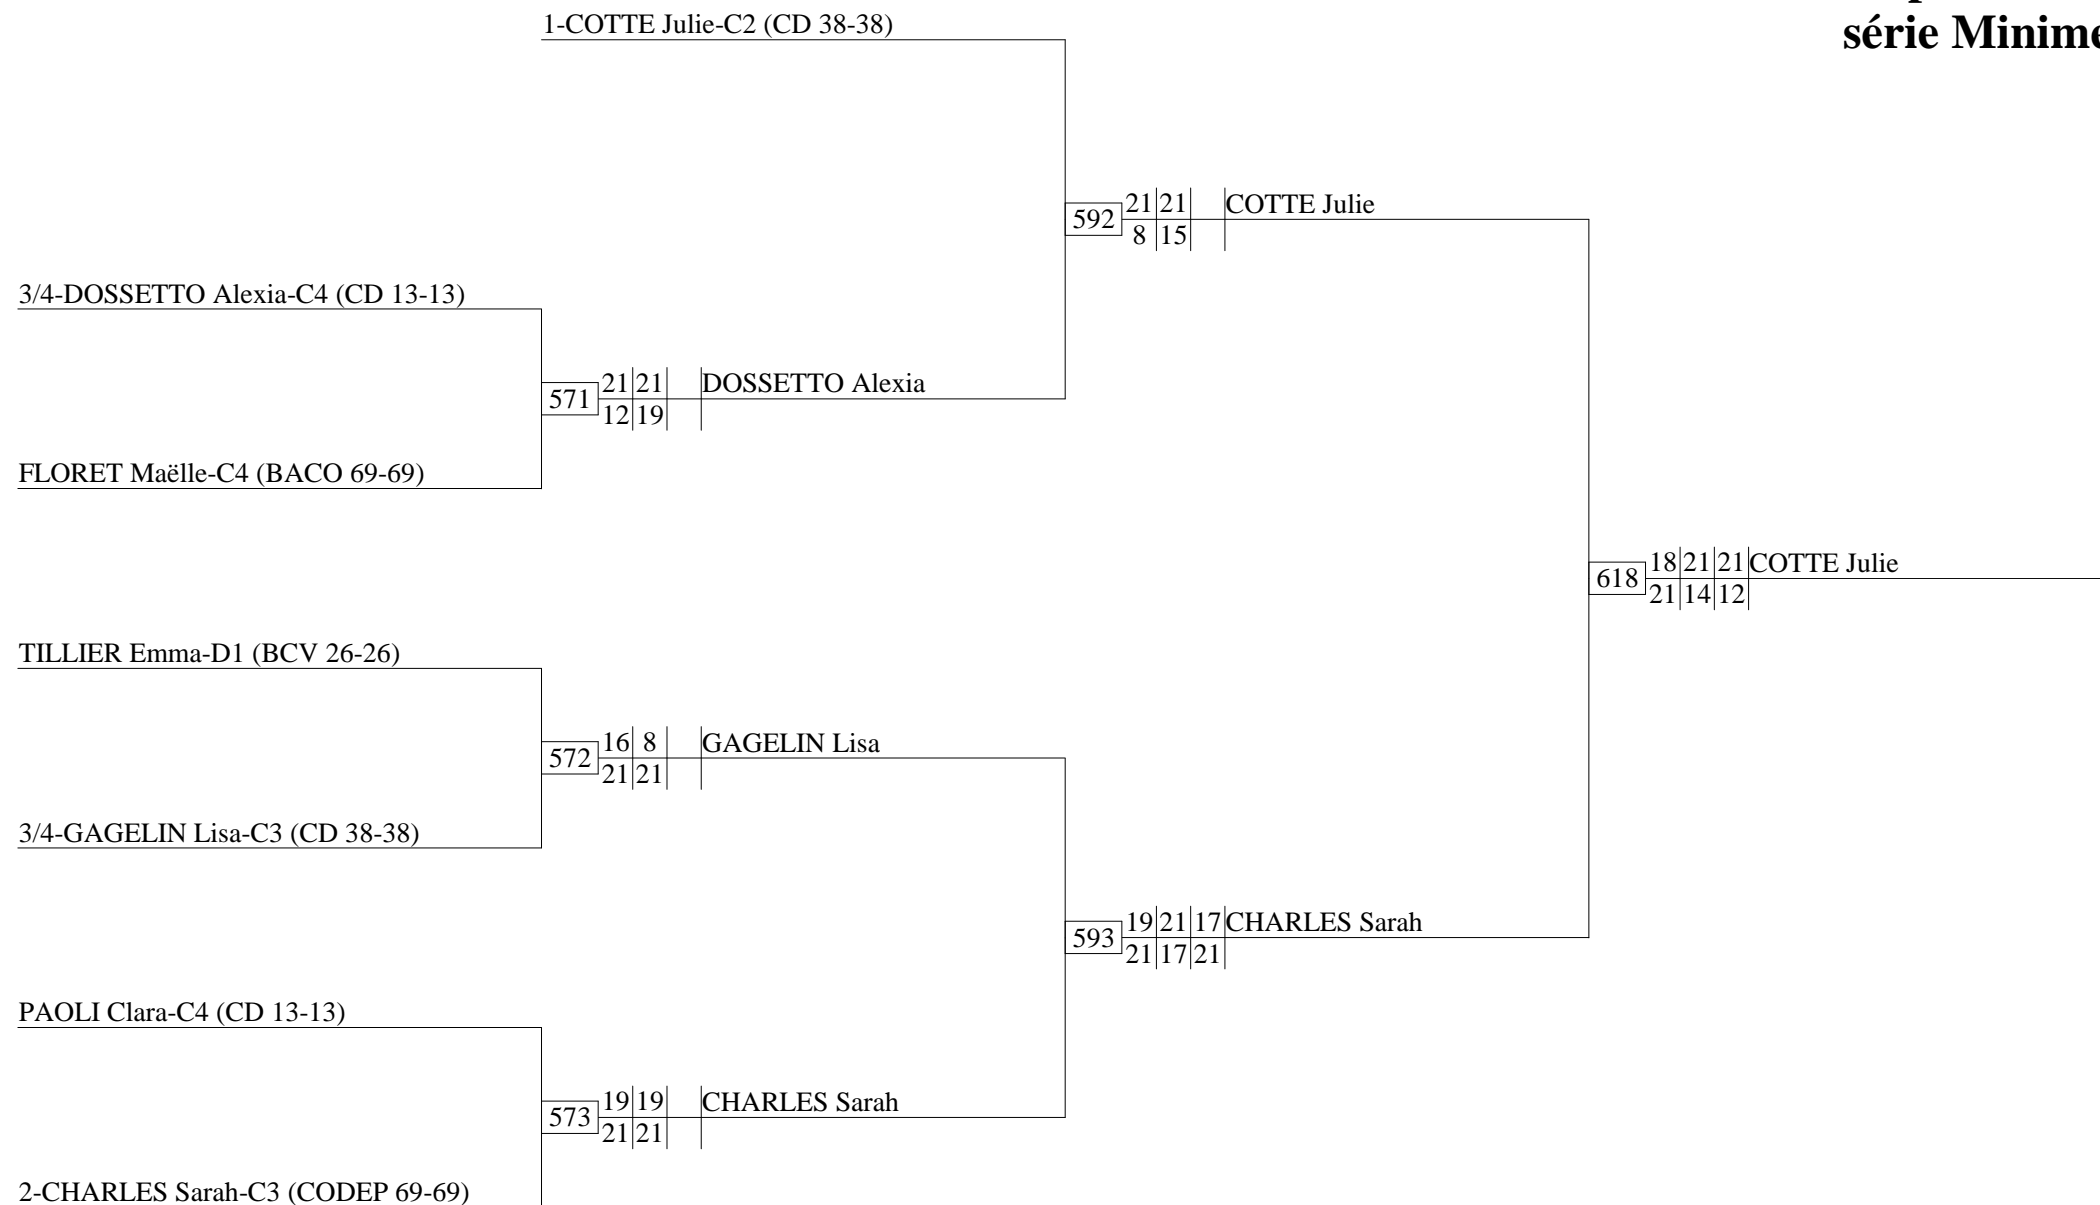 1-COTTE Julie-C2 (CD 38-38)
série Minime
21 21 COTTE Julie
592
8 15
3/4-DOSSETTO Alexia-C4 (CD 13-13)
21 21 DOSSETTO Alexia
571
12 19
FLORET Maëlle-C4 (BACO 69-69)
18 21 21 COTTE Julie
618
21 14 12
TILLIER Emma-D1 (BCV 26-26)
16 8 GAGELIN Lisa
572
21 21
3/4-GAGELIN Lisa-C3 (CD 38-38)
19 21 17 CHARLES Sarah
593
21 17 21
PAOLI Clara-C4 (CD 13-13)
19 19 CHARLES Sarah
573
21 21
2-CHARLES Sarah-C3 (CODEP 69-69)